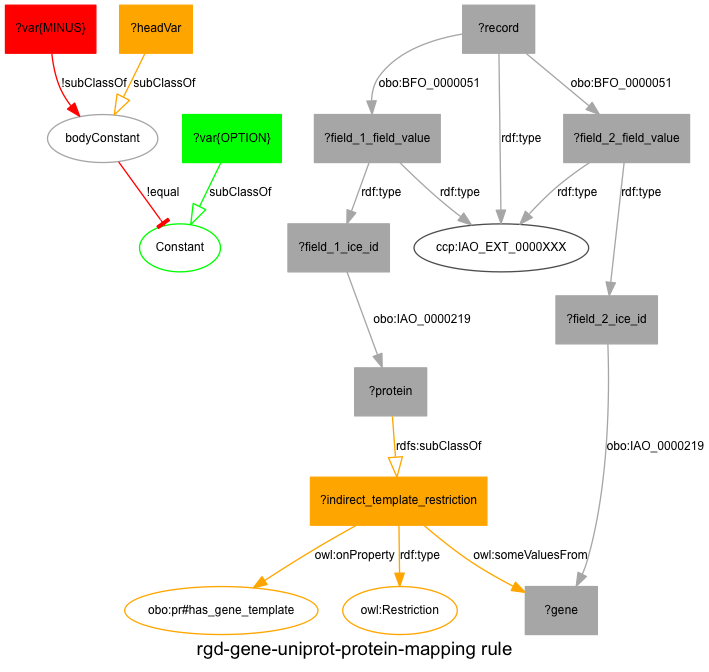 ?var{MINUS}
?headVar
?record
!subClassOf
subClassOf
obo:BFO_0000051
obo:BFO_0000051
bodyConstant
?var{OPTION}
?field_1_field_value
rdf:type
?field_2_field_value
!equal
subClassOf
rdf:type
rdf:type
rdf:type
rdf:type
Constant
?field_1_ice_id
ccp:IAO_EXT_0000XXX
obo:IAO_0000219
?field_2_ice_id
?protein
rdfs:subClassOf
obo:IAO_0000219
?indirect_template_restriction
owl:onProperty
rdf:type
owl:someValuesFrom
obo:pr#has_gene_template
owl:Restriction
?gene
rgd-gene-uniprot-protein-mapping rule